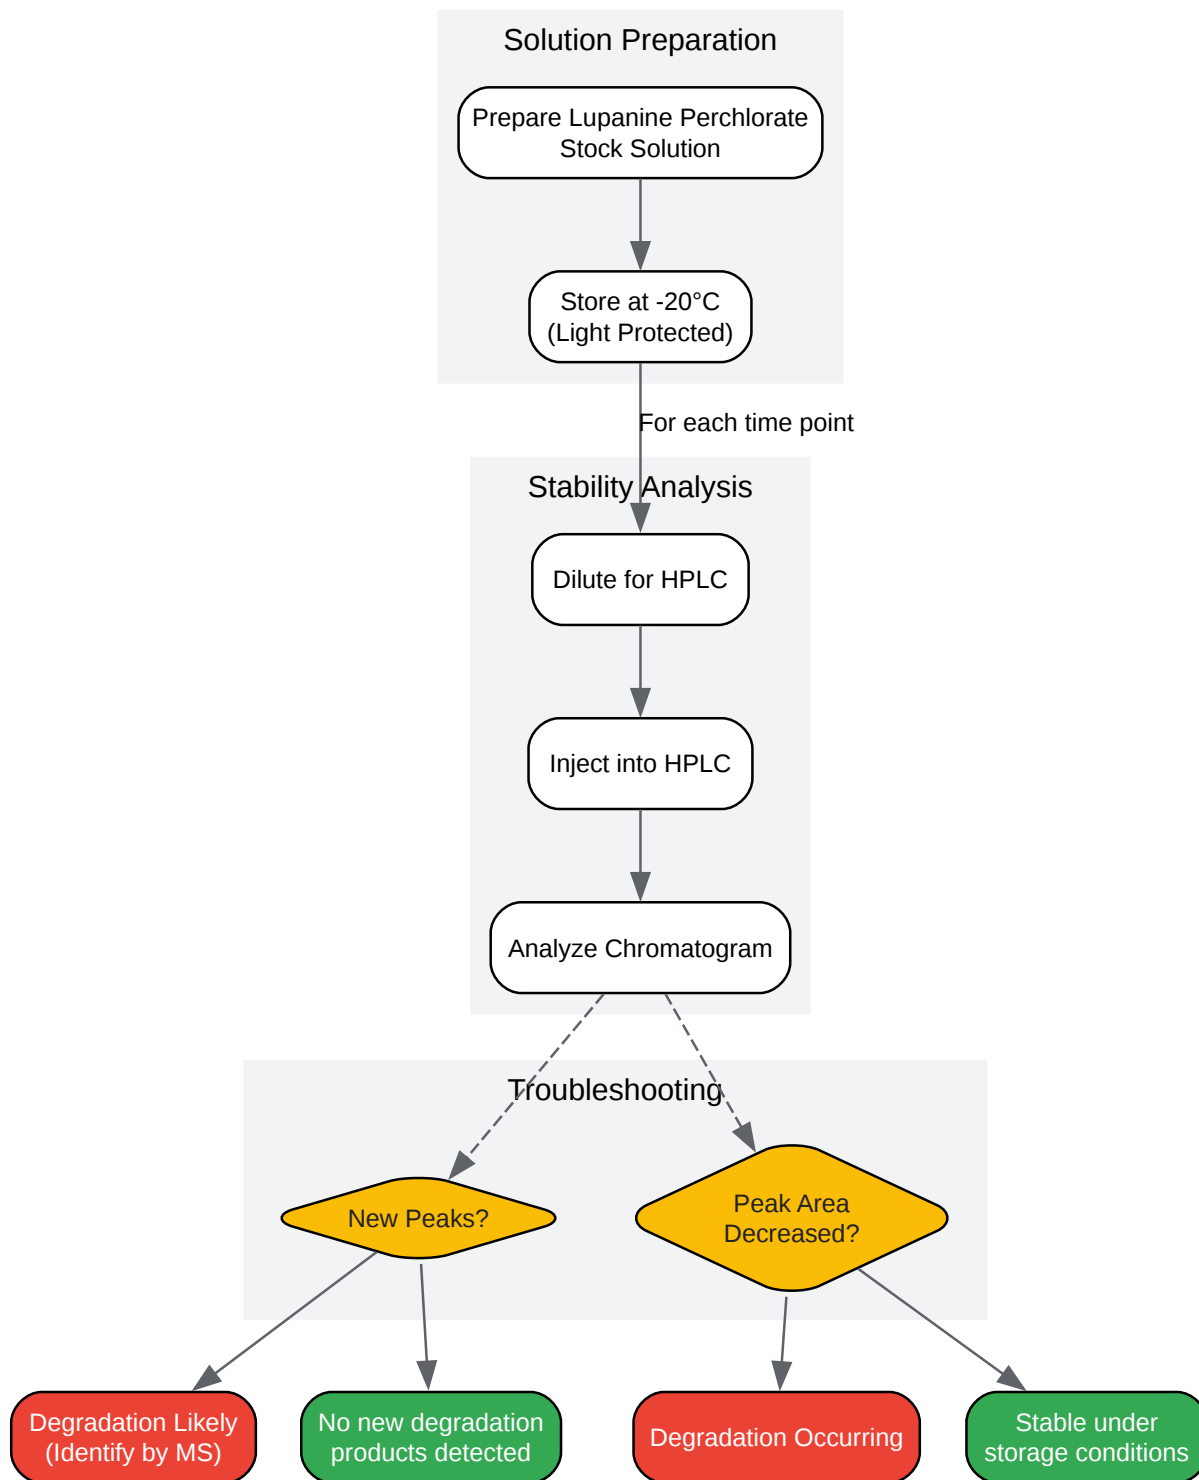 Solution Preparation
Prepare Lupanine Perchlorate
Stock Solution
Store at -20°C
(Light Protected)
For each time point
Stability Analysis
Dilute for HPLC
Inject into HPLC
Analyze Chromatogram
Troubleshooting
New Peaks?
Peak Area
Decreased?
Degradation Likely
(Identify by MS)
No new degradation
products detected
Degradation Occurring
Stable under
storage conditions